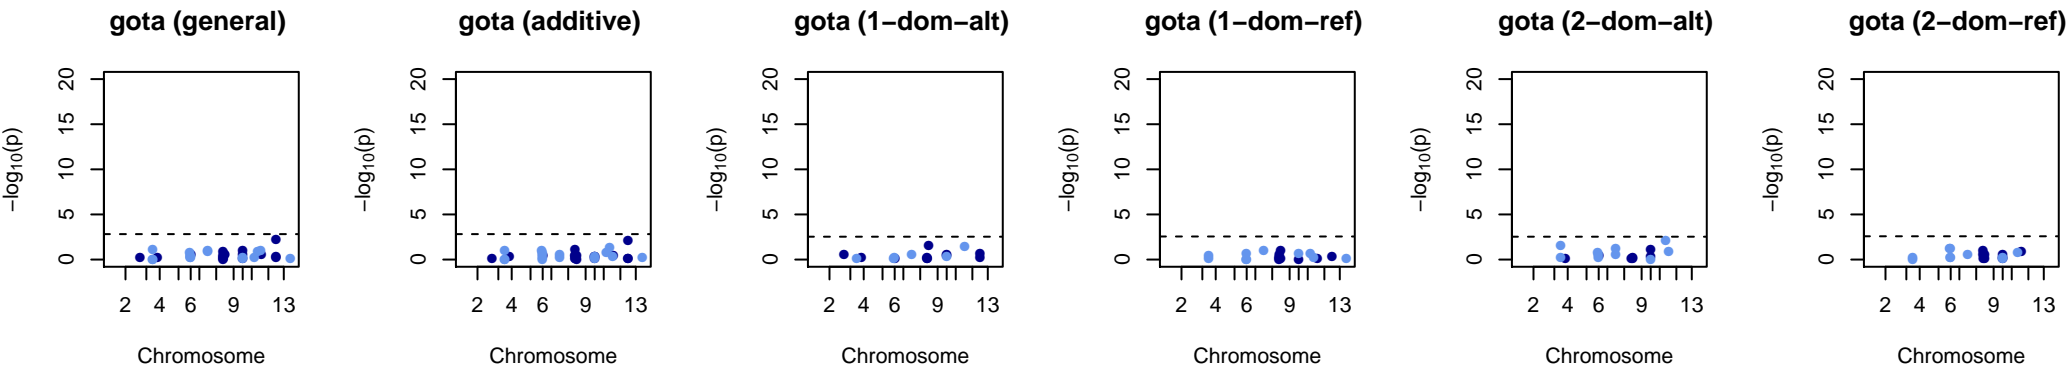 gota (general)
−log10(p)
20
15
10
5
0
2 4 6 9 13
Chromosome
gota (additive)
−log10(p)
20
15
10
5
0
2 4 6 9 13
Chromosome
gota (1−dom−alt)
−log10(p)
20
15
10
5
0
2 4 6 9 13
Chromosome
gota (1−dom−ref)
−log10(p)
20
15
10
5
0
2 4 6 9 13
Chromosome
gota (2−dom−alt)
−log10(p)
20
15
10
5
0
2 4 6 9 13
Chromosome
gota (2−dom−ref)
−log10(p)
20
15
10
5
0
2 4 6 9 13
Chromosome